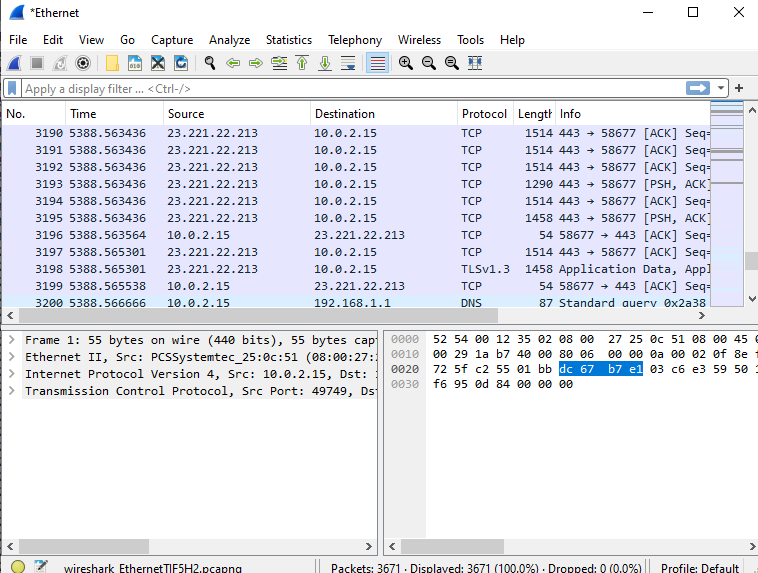 *Ethernet
File Edit View Go Capture Analyze Statistics Telephony Wireless Tools Help
Apply a display filter ... <Ctrl-/>
No. Time Source Destination Protocol Length Info
3190 5388.563436 23.221.22.213 10.0.2.15 TCP 1514 443 → 58677 [ACK] Seq=
3191 5388.563436 23.221.22.213 10.0.2.15 TCP 1514 443 → 58677 [ACK] Seq=
3192 5388.563436 23.221.22.213 10.0.2.15 TCP 1514 443 → 58677 [ACK] Seq=
3193 5388.563436 23.221.22.213 10.0.2.15 TCP 1290 443 → 58677 [PSH, ACK]
3194 5388.563436 23.221.22.213 10.0.2.15 TCP 1514 443 → 58677 [ACK] Seq=
3195 5388.563436 23.221.22.213 10.0.2.15 TCP 1458 443 → 58677 [PSH, ACK]
3196 5388.563564 10.0.2.15 23.221.22.213 TCP 54 58677 → 443 [ACK] Seq=
3197 5388.565301 23.221.22.213 10.0.2.15 TCP 1514 443 → 58677 [ACK] Seq=
3198 5388.565301 23.221.22.213 10.0.2.15 TLSv1.3 1458 Application Data, Appl
3199 5388.565538 10.0.2.15 23.221.22.213 TCP 54 58677 → 443 [ACK] Seq=
3200 5388.566666 10.0.2.15 192.168.1.1 DNS 87 Standard query 0x2a38
Frame 1: 55 bytes on wire (440 bits), 55 bytes cap
Ethernet II, Src: PCSSystemtec_25:0c:51 (08:00:27:
Internet Protocol Version 4, Src: 10.0.2.15, Dst:
Transmission Control Protocol, Src Port: 49749, Ds
0000 52 54 00 12 35 02 08 00 27 25 0c 51 08 00 45 0
0010 00 29 1a b7 40 00 80 06 00 00 0a 00 02 0f 8e f
0020 72 5f c2 55 01 bb dc 67 b7 e1 03 c6 e3 59 50 1
0030 f6 95 0d 84 00 00 00
wireshark_EthernetTIF5H2.pcapng Packets: 3671 · Displayed: 3671 (100.0%) · Dropped: 0 (0.0%) Profile: Default